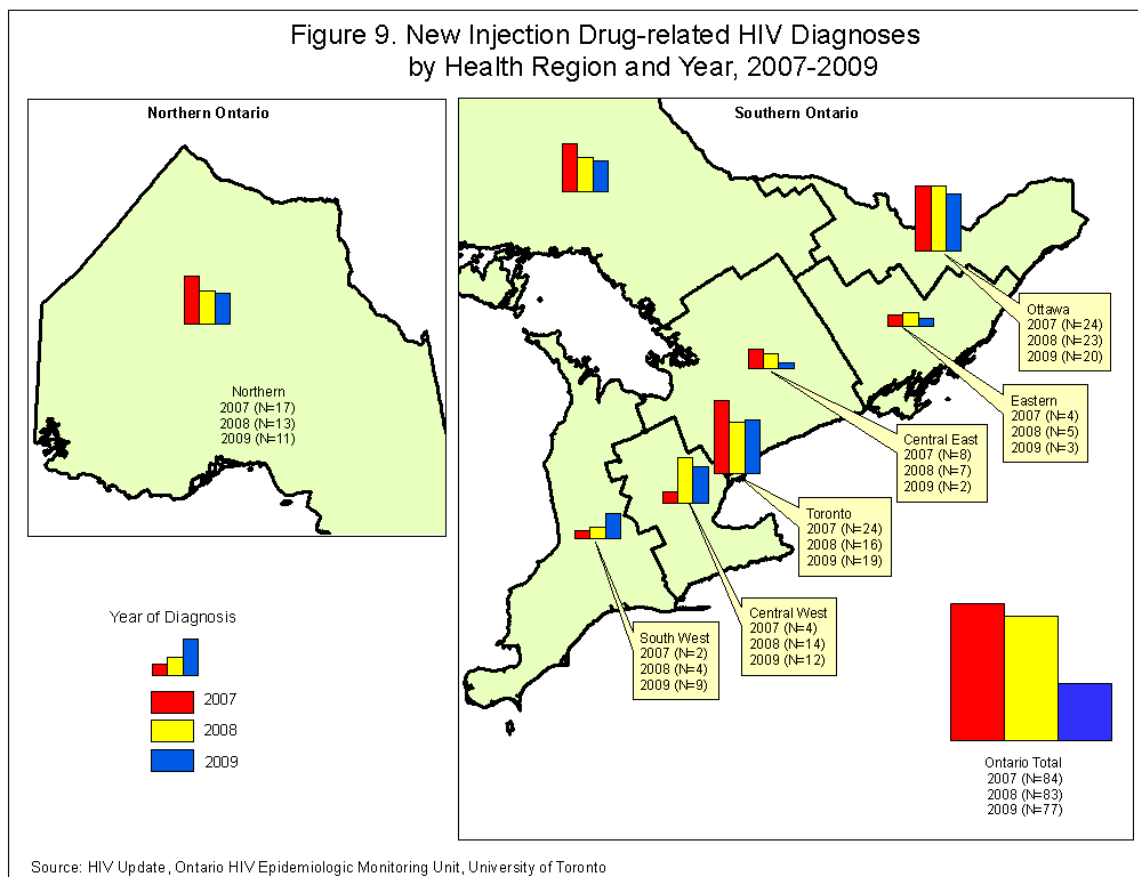 Figure 9. New Injection Drug-related HIV Diagnoses
by Health Region and Year, 2007-2009
Northern Ontario
Northern
2007 (N=17)
2008 (N=13)
2009 (N=11)
Southern Ontario
Ottawa
2007 (N=24)
2008 (N=23)
2009 (N=20)
Eastern
2007 (N=4)
2008 (N=5)
2009 (N=3)
Central East
2007 (N=8)
2008 (N=7)
2009 (N=2)
Toronto
2007 (N=24)
2008 (N=16)
2009 (N=19)
Central West
2007 (N=4)
2008 (N=14)
2009 (N=12)
South West
2007 (N=2)
2008 (N=4)
2009 (N=9)
Year of Diagnosis
2007
2008
2009
Ontario Total
2007 (N=84)
2008 (N=83)
2009 (N=77)
Source: HIV Update, Ontario HIV Epidemiologic Monitoring Unit, University of Toronto